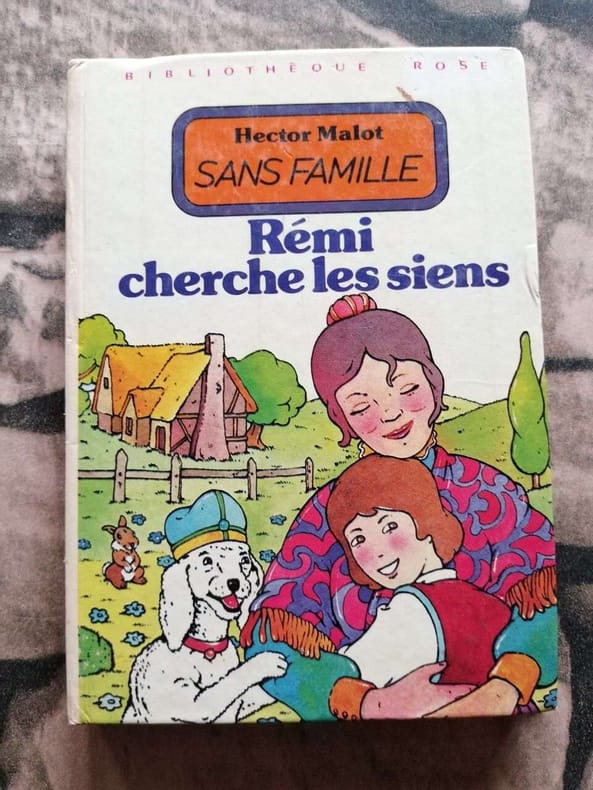 BIBLIOTHÈQUE ROSE
Hector Malot
SANS FAMILLE
Rémi
cherche les siens